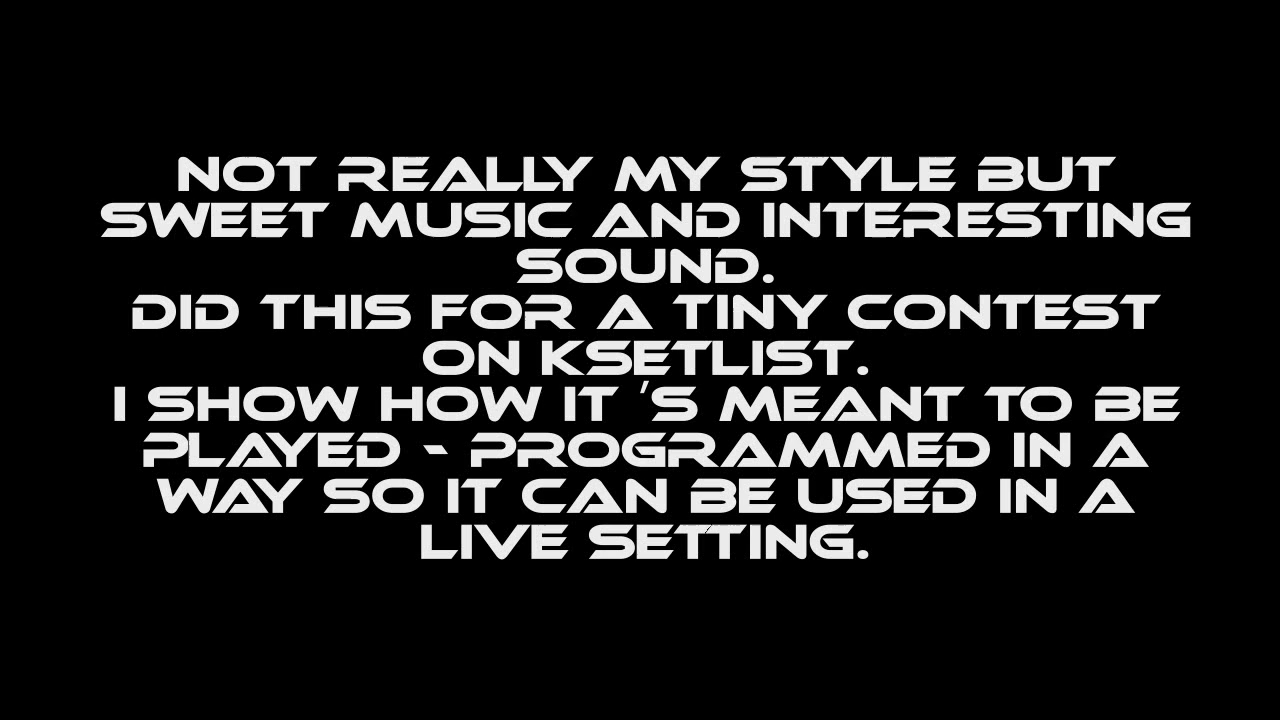 NOT REALLY MY STYLE BUT
SWEET MUSIC AND INTERESTING
SOUND.
DID THIS FOR A TINY CONTEST
ON KSETLIST.
I SHOW HOW IT 'S MEANT TO BE
PLAYED - PROGRAMMED IN A
WAY SO IT CAN BE USED IN A
LIVE SETTING.